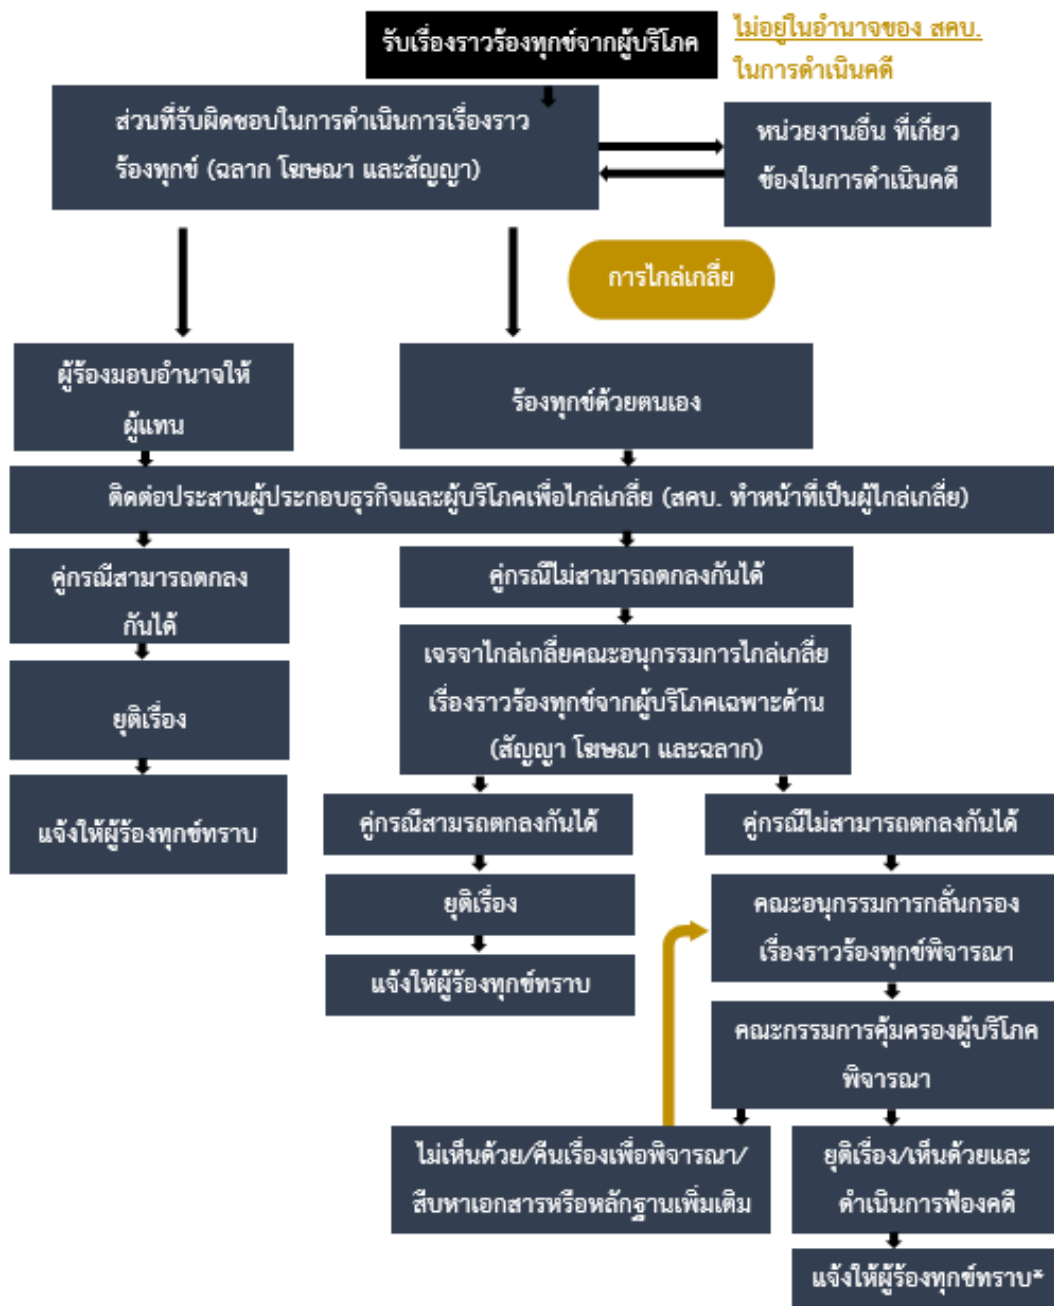 รับเรื่องราวร้องทุกข์จากผู้บริโภค
ไม่อยู่ในอำนาจของ สคบ.
ในการดำเนินคดี
ส่วนที่รับผิดชอบในการดำเนินการเรื่องราว
ร้องทุกข์ (ฉลาก โฆษณา และสัญญา)
หน่วยงานอื่น ที่เกี่ยว
ข้องในการดำเนินคดี
การไกล่เกลี่ย
ผู้ร้องมอบอำนาจให้
ผู้แทน
ร้องทุกข์ด้วยตนเอง
ติดต่อประสานผู้ประกอบธุรกิจและผู้บริโภคเพื่อไกล่เกลี่ย (สคบ. ทำหน้าที่เป็นผู้ไกล่เกลี่ย)
คู่กรณีสามารถตกลง
กันได้
คู่กรณีไม่สามารถตกลงกันได้
ยุติเรื่อง
แจ้งให้ผู้ร้องทุกข์ทราบ
เจรจาไกล่เกลี่ยคณะอนุกรรมการไกล่เกลี่ย
เรื่องราวร้องทุกข์จากผู้บริโภคเฉพาะด้าน
(สัญญา โฆษณา และฉลาก)
คู่กรณีสามรถตกลงกันได้
คู่กรณีไม่สามารถตกลงกันได้
ยุติเรื่อง
แจ้งให้ผู้ร้องทุกข์ทราบ
คณะอนุกรรมการกลั่นกรอง
เรื่องราวร้องทุกข์พิจารณา
คณะกรรมการคุ้มครองผู้บริโภค
พิจารณา
ไม่เห็นด้วย/คืนเรื่องเพื่อพิจารณา/
สืบหาเอกสารหรือหลักฐานเพิ่มเติม
ยุติเรื่อง/เห็นด้วยและ
ดำเนินการฟ้องคดี
แจ้งให้ผู้ร้องทุกข์ทราบ*